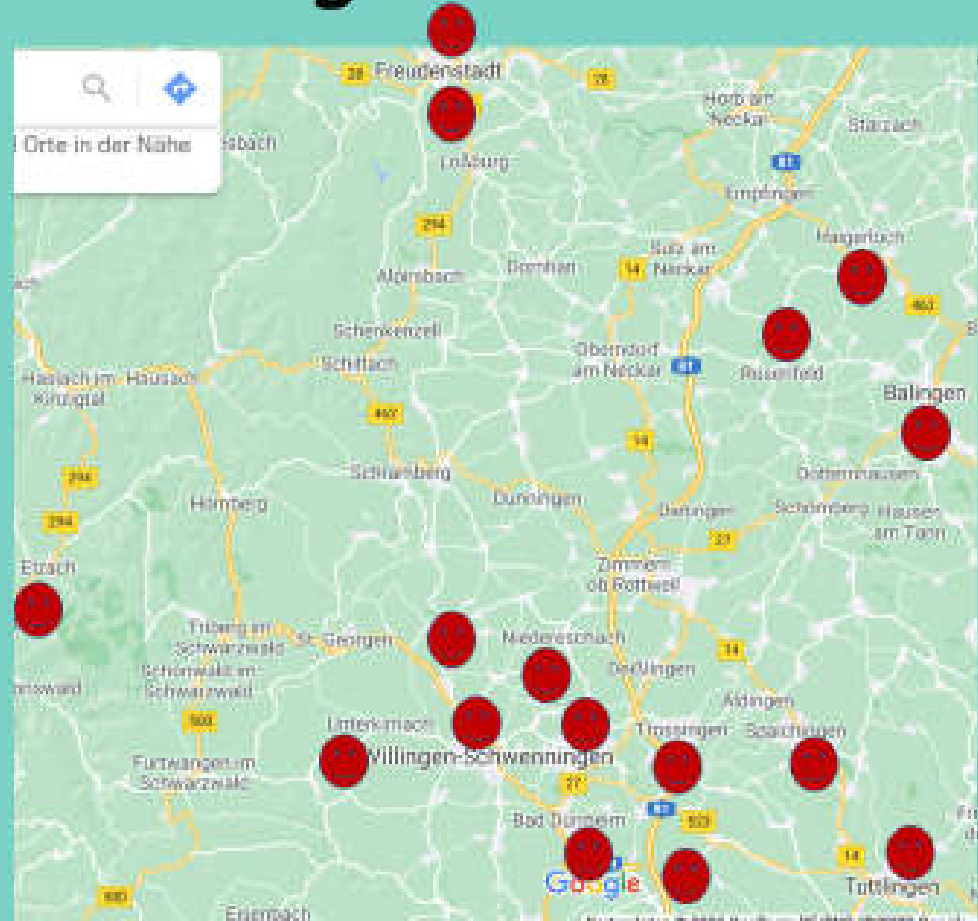 28
Freudenstadt
28
Horb am
Neckar
Starzach
Orte in der Nähe
Loßburg
81
Empfingen
294
Haigerloch
Sulz am
Neckar
14
Alpirsbach
Dornhan
463
Schenkenzell
Schiltach
Oberndorf
am Neckar
81
Rosenfeld
Haslach im
Kinzigtal
Hausach
Balingen
462
14
Schramberg
Dotternhausen
294
Hornberg
Dunningen
Dietingen
Schömberg
Hausen
am Tann
294
27
Elzach
Zimmern
ob Rottweil
Triberg im
Schwarzwald
St. Georgen
Niedereschach
14
Deißlingen
Schonwald im
Schwarzwald
Aldingen
500
Unterkirnach
Trossingen
Spaichingen
Villingen-Schwenningen
Furtwangen im
Schwarzwald
27
Bad Dürrheim
81
523
14
Google
Tuttlingen
500
Eisenbach